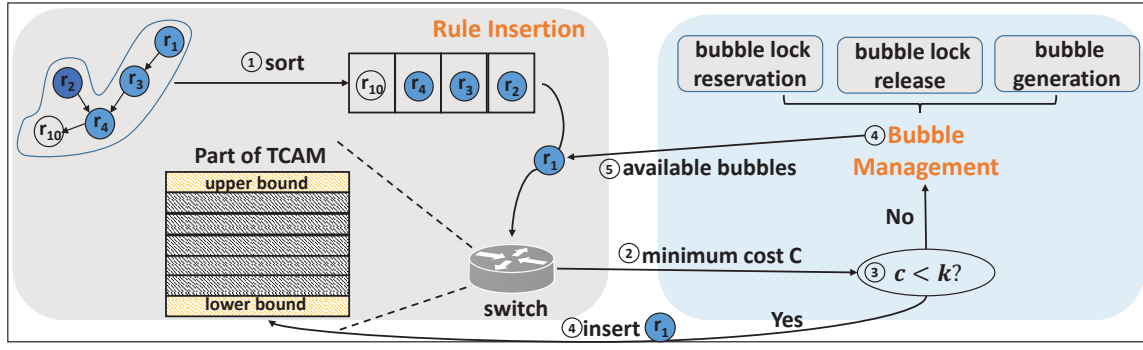 Rule Insertion
r1
r2
r3
r4
r10
① sort
r10 r4 r3 r2
r1
Part of TCAM
upper bound
lower bound
switch
② minimum cost C
③ c < k?
Yes
No
④ insert r1
④ Bubble
Management
⑤ available bubbles
bubble lock
reservation
bubble lock
release
bubble
generation